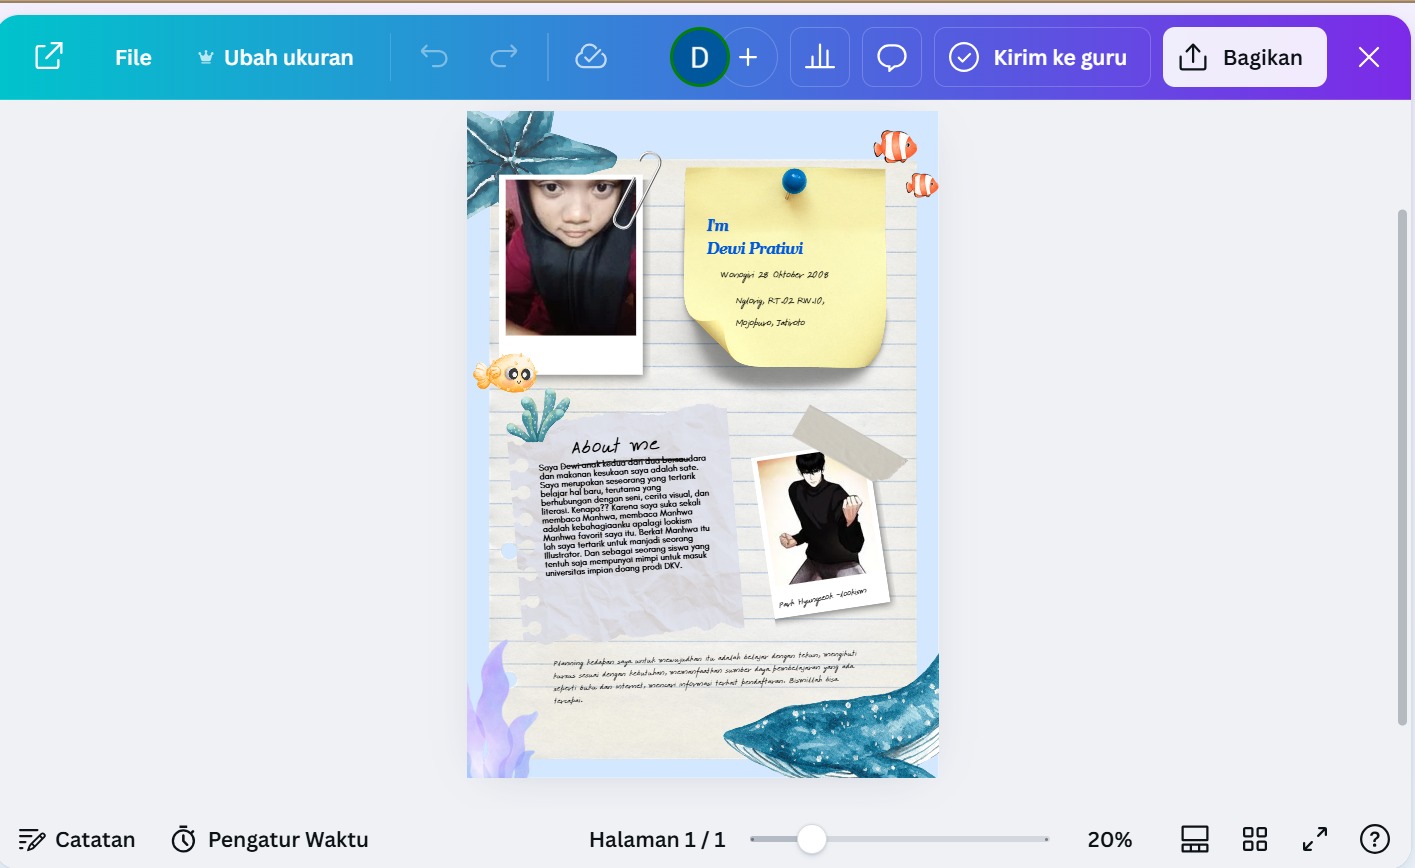 File
Ubah ukuran
D
Kirim ke guru
Bagikan
I'm
Dewi Pratiwi
Wonogiri 28 Oktober 2008
RT.02 RW.10,
About me
Saya Dewi anak kedua dari dua bersaudara
dan makanan kesukaan saya adalah sate.
Saya merupakan seseorang yang tertarik
belajar hal baru, terutama yang
berhubungan dengan seni, cerita visual, dan
literasi. Kenapa?? Karena saya suka sekali
membaca Manhwa, membaca Manhwa
adalah kebahagiaanku apalagi lookism
Manhwa favorit saya itu. Berkat Manhwa itu
lah saya tertarik untuk manjadi seorang
Illustrator. Dan sebagai seorang siswa yang
tentuh saja mempunyai mimpi untuk masuk
universitas impian doang prodi DKV.
Park Hyungseok -lookism
Planning kedapan saya untuk mewujudkan itu adalah belajar dengan tekun, mengikuti
kursus sesuai dengan kebutuhan, memanfaatkan sumber daya pembelajaran yang ada
seperti buku dan internet, mencari informasi terkait pendaftaran. Bismillah bisa
tercapai.
Catatan
Pengatur Waktu
Halaman 1 / 1
20%